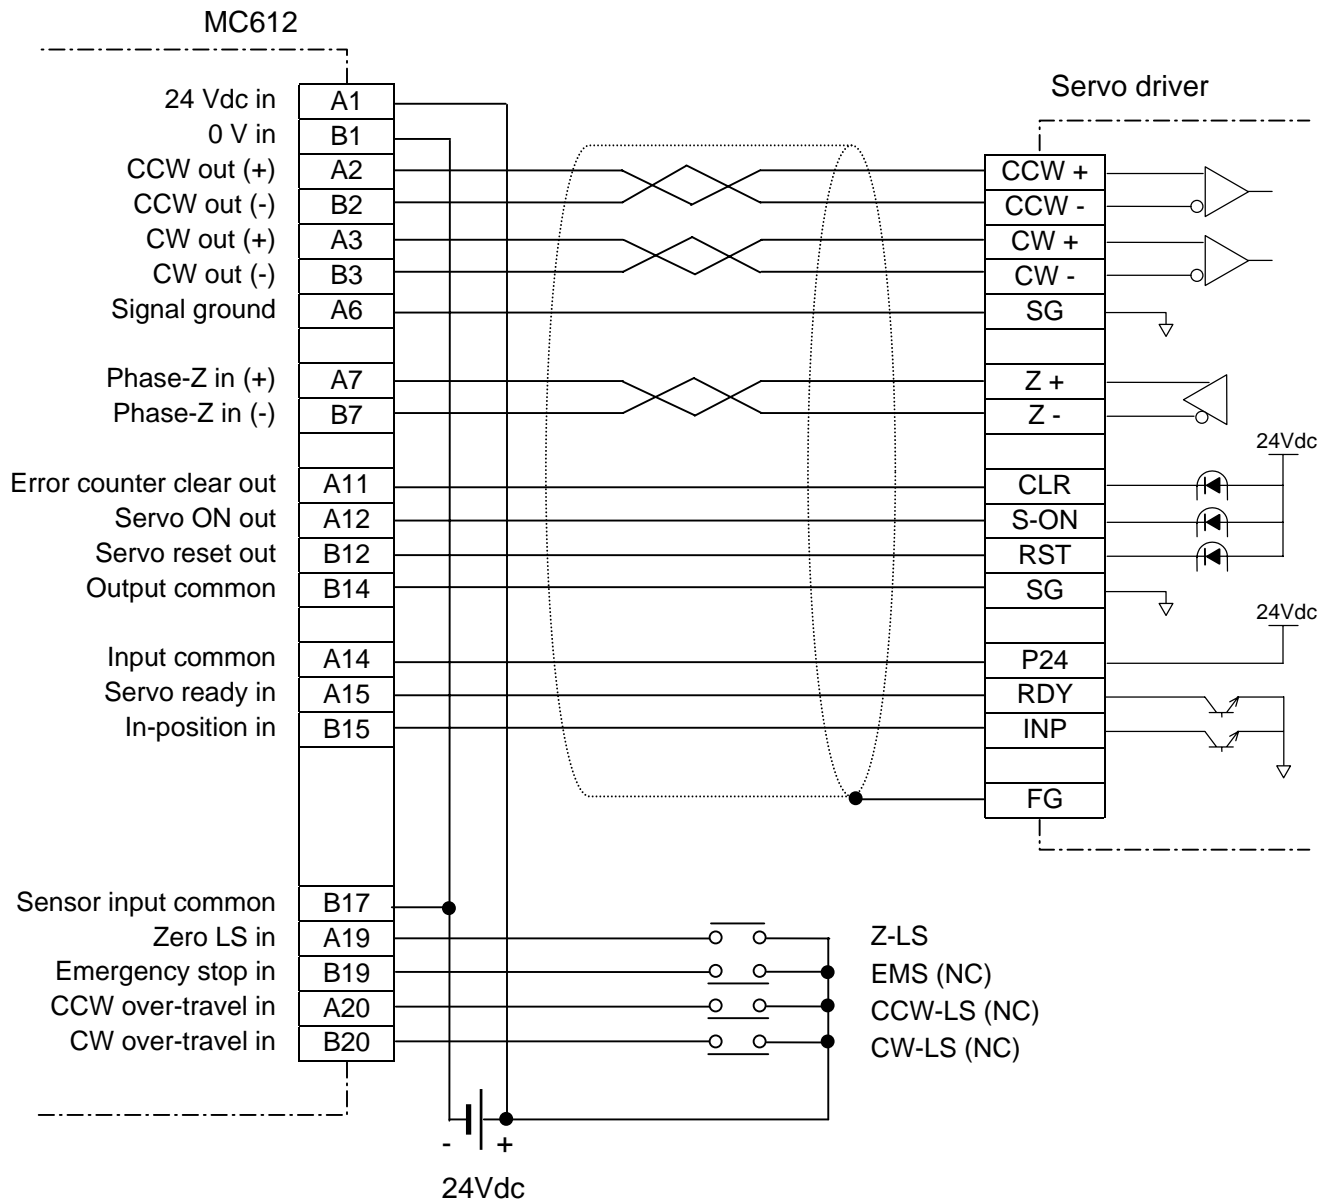 MC612
Servo driver
24 Vdc in A1
0 V in B1
CCW out (+) A2 CCW +
CCW out (-) B2 CCW -
CW out (+) A3 CW +
CW out (-) B3 CW -
Signal ground A6 SG
Phase-Z in (+) A7 Z +
Phase-Z in (-) B7 Z -
24Vdc
Error counter clear out A11 CLR
Servo ON out A12 S-ON
Servo reset out B12 RST
Output common B14 SG
24Vdc
Input common A14 P24
Servo ready in A15 RDY
In-position in B15 INP
FG
Sensor input common B17
Zero LS in A19 Z-LS
Emergency stop in B19 EMS (NC)
CCW over-travel in A20 CCW-LS (NC)
CW over-travel in B20 CW-LS (NC)
- +
24Vdc